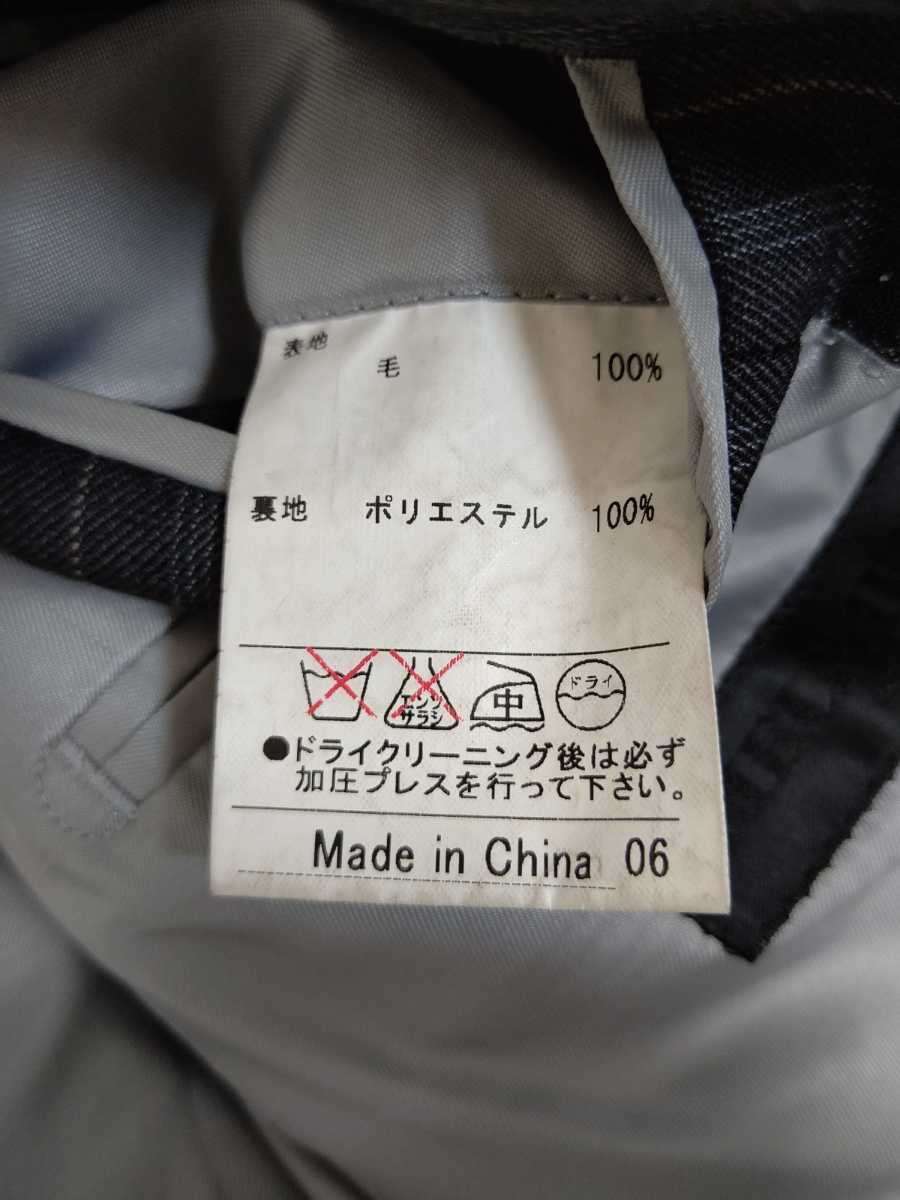 表地
毛 100%
裏地 ポリエステル 100%
エンソ
サラシ
中
ドライ
●ドライクリーニング後は必ず
加圧プレスを行って下さい。
Made in China 06